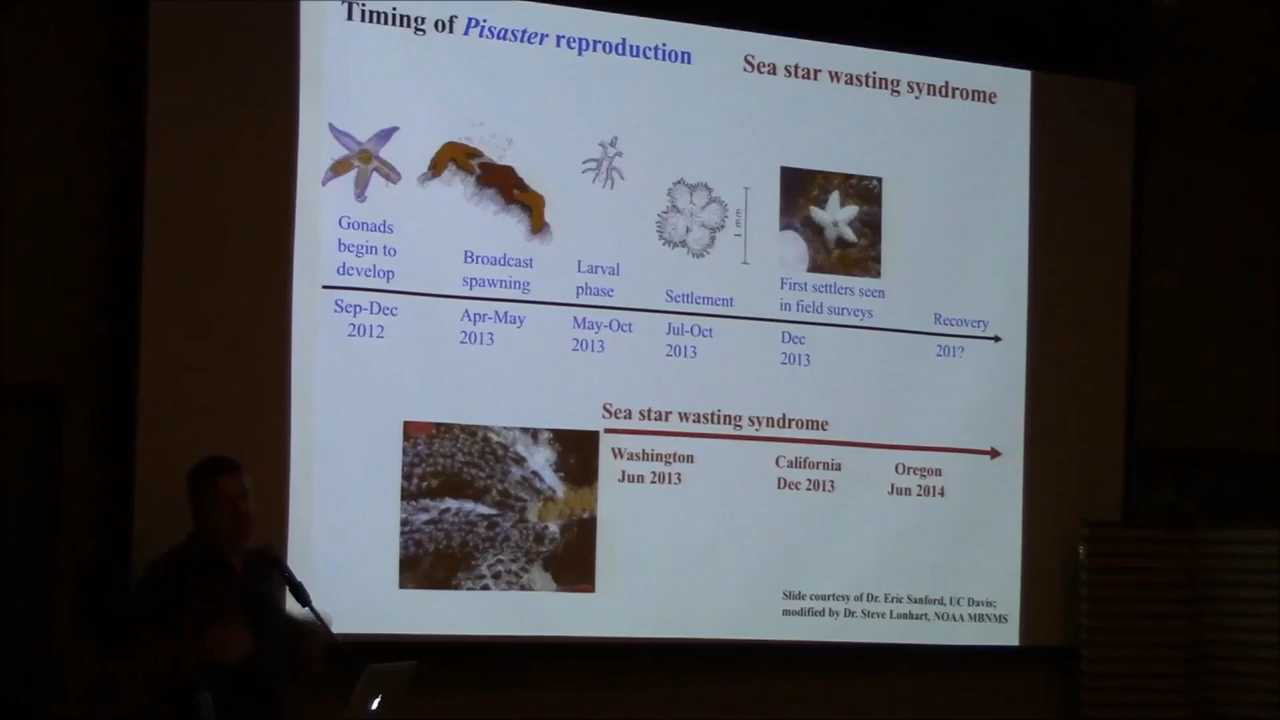 Timing of Pisaster reproduction
Sea star wasting syndrome
Gonads
begin to
develop
Broadcast
spawning
Larval
phase
Settlement
1 mm
First settlers seen
in field surveys
Recovery
Sep-Dec
2012
Apr-May
2013
May-Oct
2013
Jul-Oct
2013
Dec
2013
201?
Sea star wasting syndrome
Washington
Jun 2013
California
Dec 2013
Oregon
Jun 2014
Slide courtesy of Dr. Eric Sanford, UC Davis;
modified by Dr. Steve Lonhart, NOAA MBNMS